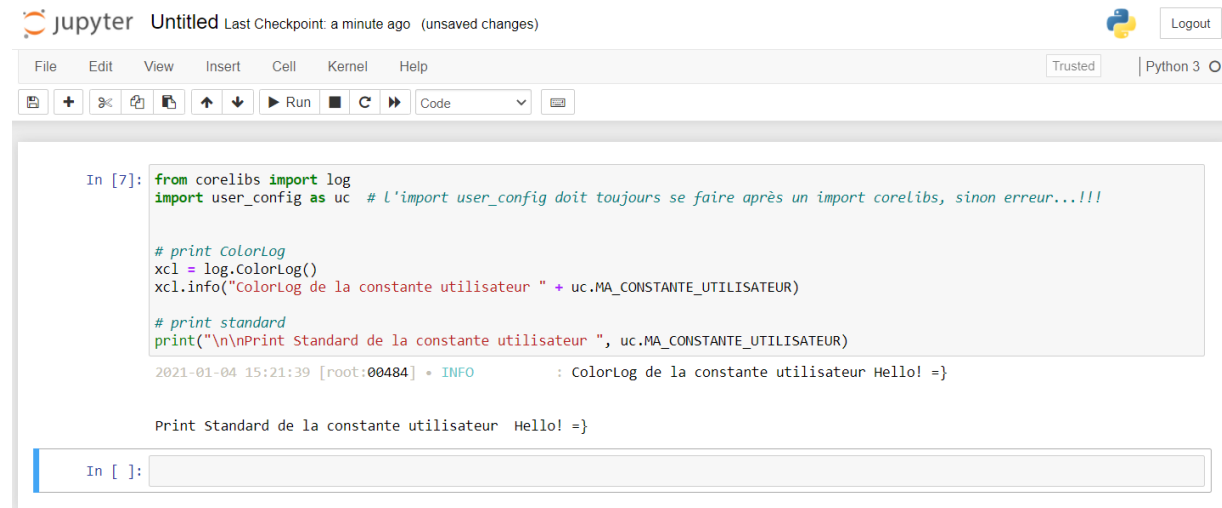 jupyter Untitled Last Checkpoint: a minute ago (unsaved changes) Logout
File Edit View Insert Cell Kernel Help Trusted Python 3
Run Code
In [7]: from corelibs import log
import user_config as uc # l'import user_config doit toujours se faire après un import corelibs, sinon erreur...!!!
# print ColorLog
xcl = log.ColorLog()
xcl.info("ColorLog de la constante utilisateur " + uc.MA_CONSTANTE_UTILISATEUR)
# print standard
print("\n\nPrint Standard de la constante utilisateur ", uc.MA_CONSTANTE_UTILISATEUR)
2021-01-04 15:21:39 [root:00484] • INFO : ColorLog de la constante utilisateur Hello! =}
Print Standard de la constante utilisateur  Hello! =}
In [ ]: